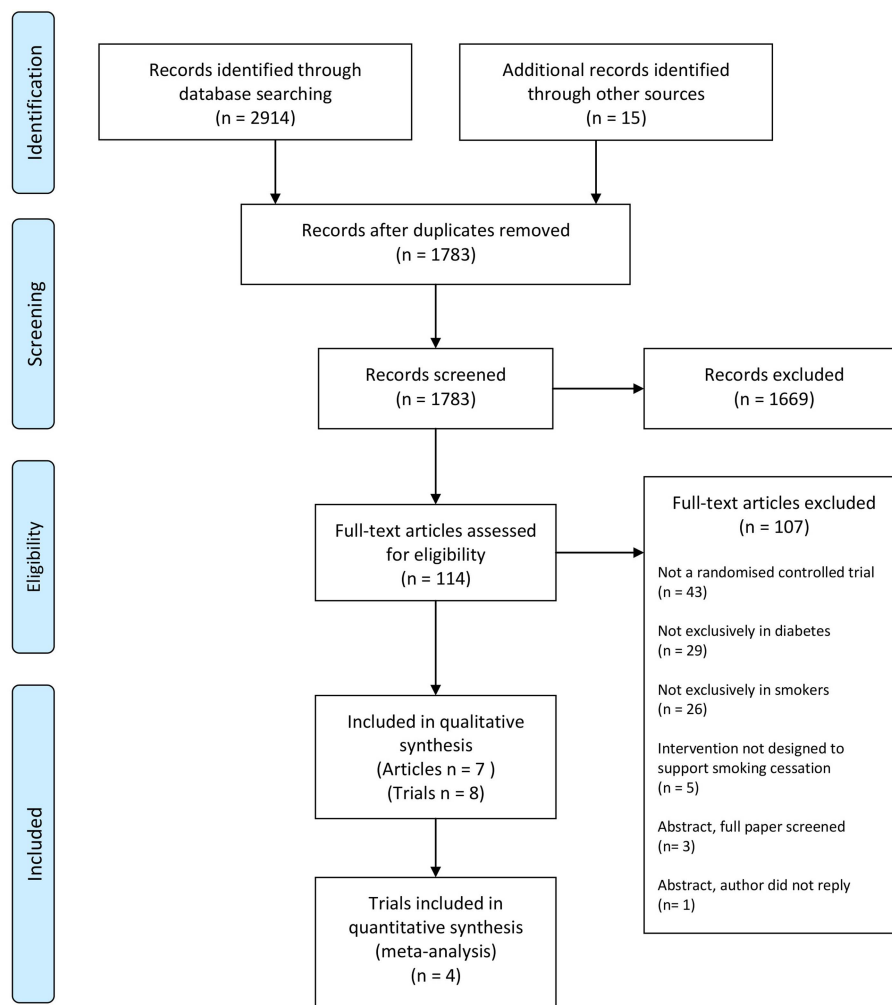 Identification
Records identified through
database searching
(n = 2914)
Additional records identified
through other sources
(n = 15)
Screening
Records after duplicates removed
(n = 1783)
Records screened
(n = 1783)
Records excluded
(n = 1669)
Eligibility
Full-text articles assessed
for eligibility
(n = 114)
Full-text articles excluded
(n = 107)
Not a randomised controlled trial
(n = 43)
Not exclusively in diabetes
(n = 29)
Not exclusively in smokers
(n = 26)
Intervention not designed to
support smoking cessation
(n = 5)
Abstract, full paper screened
(n= 3)
Abstract, author did not reply
(n= 1)
Included
Included in qualitative
synthesis
(Articles n = 7 )
(Trials n = 8)
Trials included in
quantitative synthesis
(meta-analysis)
(n = 4)